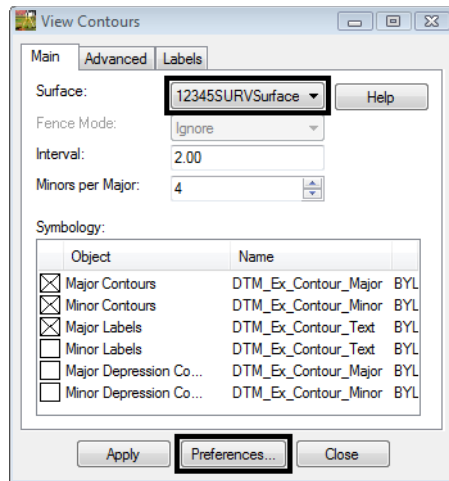 View Contours
Main Advanced Labels
Surface: 12345SURVSurface Help
Fence Mode: Ignore
Interval: 2.00
Minors per Major: 4
Symbology:
Object Name
Major Contours DTM_Ex_Contour_Major BYL
Minor Contours DTM_Ex_Contour_Minor BYL
Major Labels DTM_Ex_Contour_Text BYL
Minor Labels DTM_Ex_Contour_Text BYL
Major Depression Co... DTM_Ex_Contour_Major BYL
Minor Depression Co... DTM_Ex_Contour_Minor BYL
Apply Preferences... Close